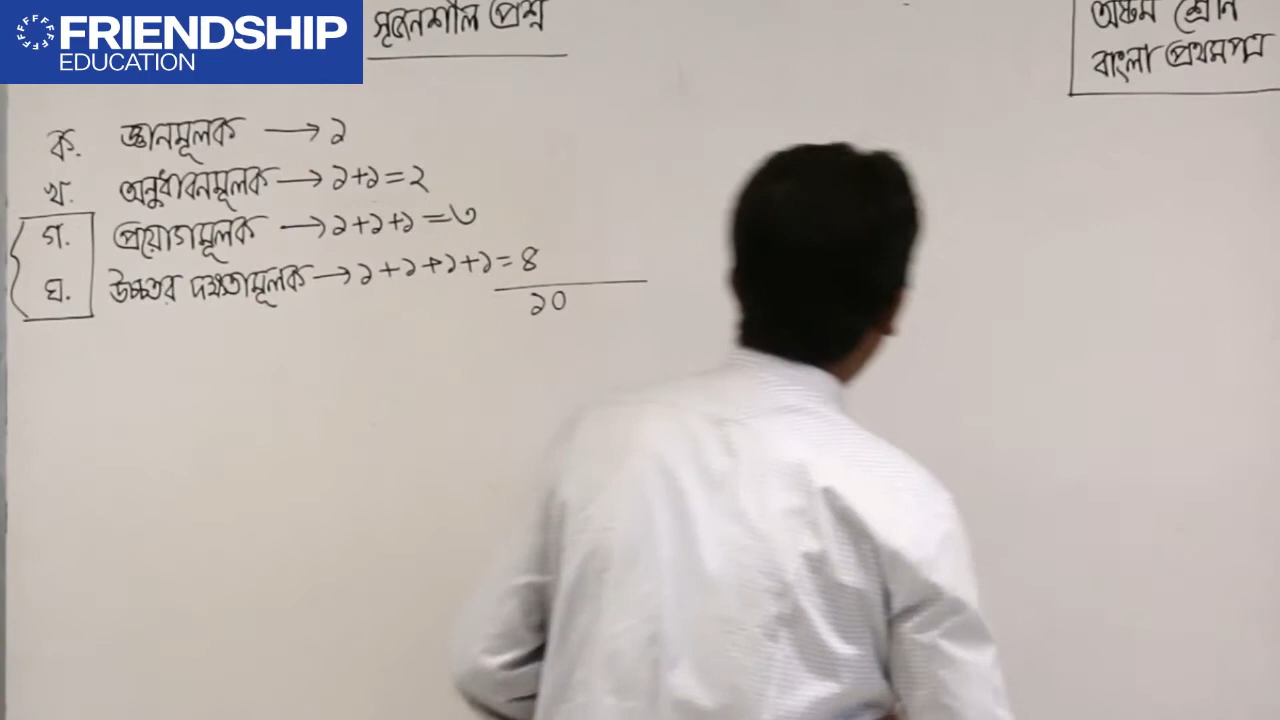 FRIENDSHIP
EDUCATION
সৃজনশীল প্রশ্ন
অষ্টম শ্রেনি
বাংলা প্রথমপত্র
ক. জ্ঞানমূলক → ১
খ. অনুধাবনমূলক → ১+১=২
গ. প্রয়োগমূলক → ১+১+১=৩
ঘ. উচ্চতর দক্ষতামূলক → ১+১+১+১=৪
১০